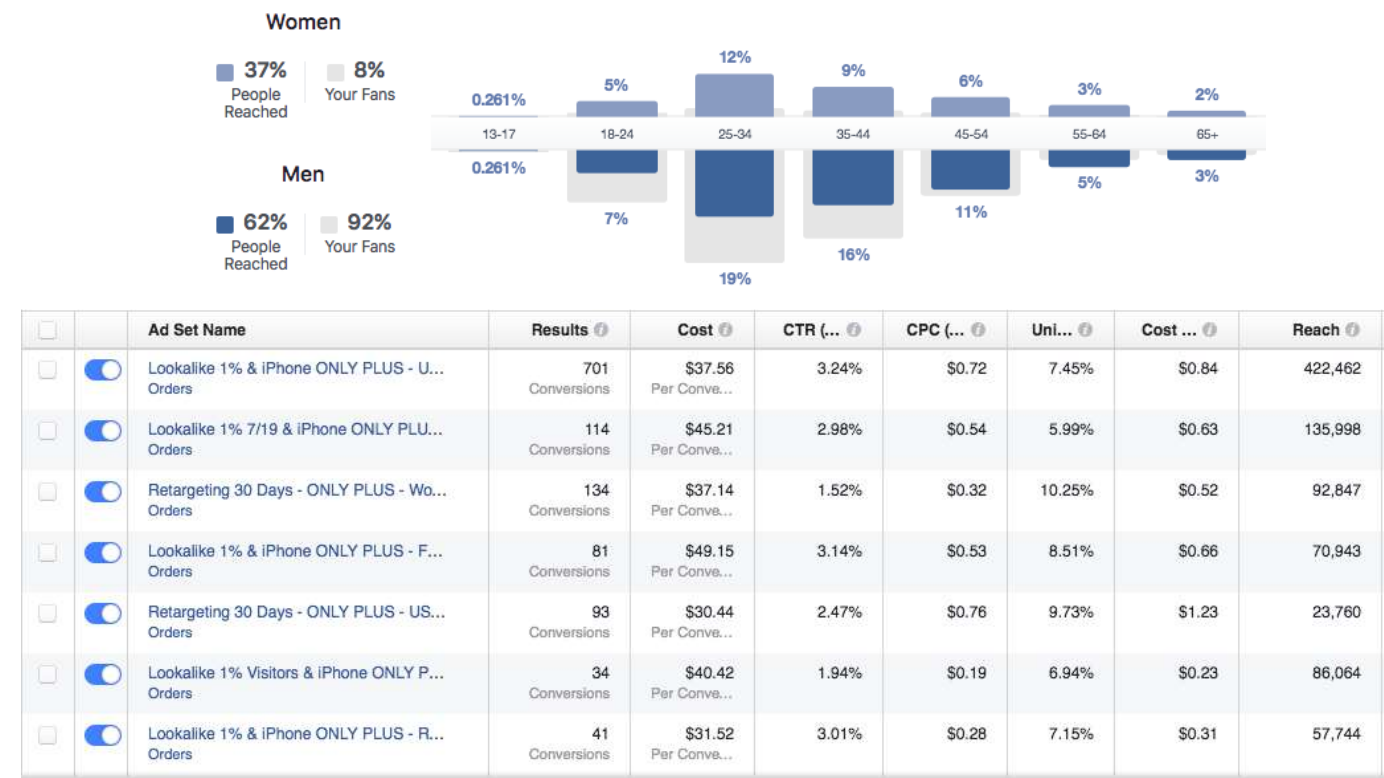 Women
37% 8%
People Reached Your Fans
0.261% 5% 12% 9% 6% 3% 2%
13-17 18-24 25-34 35-44 45-54 55-64 65+
0.261% 7% 19% 16% 11% 5% 3%
Men
62% 92%
People Reached Your Fans
Ad Set Name Results Cost CTR (... CPC (... Uni... Cost ... Reach
Lookalike 1% & iPhone ONLY PLUS - U... 701 $37.56 3.24% $0.72 7.45% $0.84 422,462
Orders Conversions Per Conve...
Lookalike 1% 7/19 & iPhone ONLY PLU... 114 $45.21 2.98% $0.54 5.99% $0.63 135,998
Orders Conversions Per Conve...
Retargeting 30 Days - ONLY PLUS - Wo... 134 $37.14 1.52% $0.32 10.25% $0.52 92,847
Orders Conversions Per Conve...
Lookalike 1% & iPhone ONLY PLUS - F... 81 $49.15 3.14% $0.53 8.51% $0.66 70,943
Orders Conversions Per Conve...
Retargeting 30 Days - ONLY PLUS - US... 93 $30.44 2.47% $0.76 9.73% $1.23 23,760
Orders Conversions Per Conve...
Lookalike 1% Visitors & iPhone ONLY P... 34 $40.42 1.94% $0.19 6.94% $0.23 86,064
Orders Conversions Per Conve...
Lookalike 1% & iPhone ONLY PLUS - R... 41 $31.52 3.01% $0.28 7.15% $0.31 57,744
Orders Conversions Per Conve...